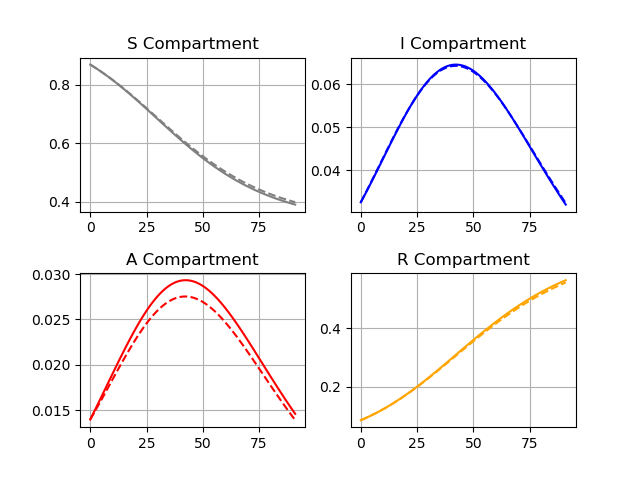 S Compartment
0.8
0.6
0.4
0 25 50 75
I Compartment
0.06
0.05
0.04
0 25 50 75
A Compartment
0.030
0.025
0.020
0.015
0 25 50 75
R Compartment
0.4
0.2
0 25 50 75